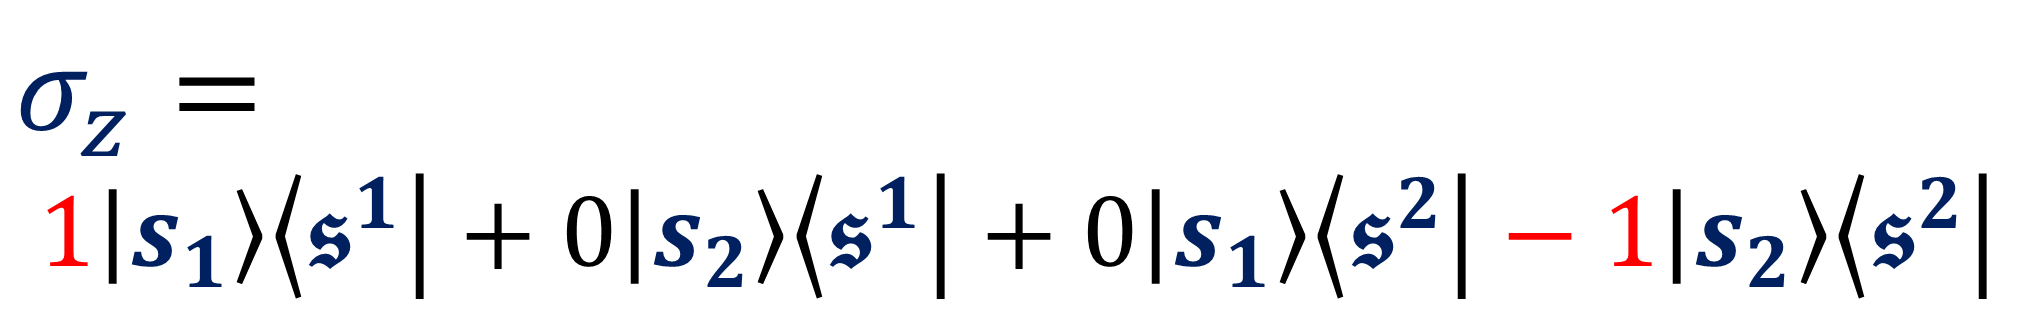 σ_z =
1|s₁⟩⟨𝔰¹| + 0|s₂⟩⟨𝔰¹| + 0|s₁⟩⟨𝔰²| − 1|s₂⟩⟨𝔰²|